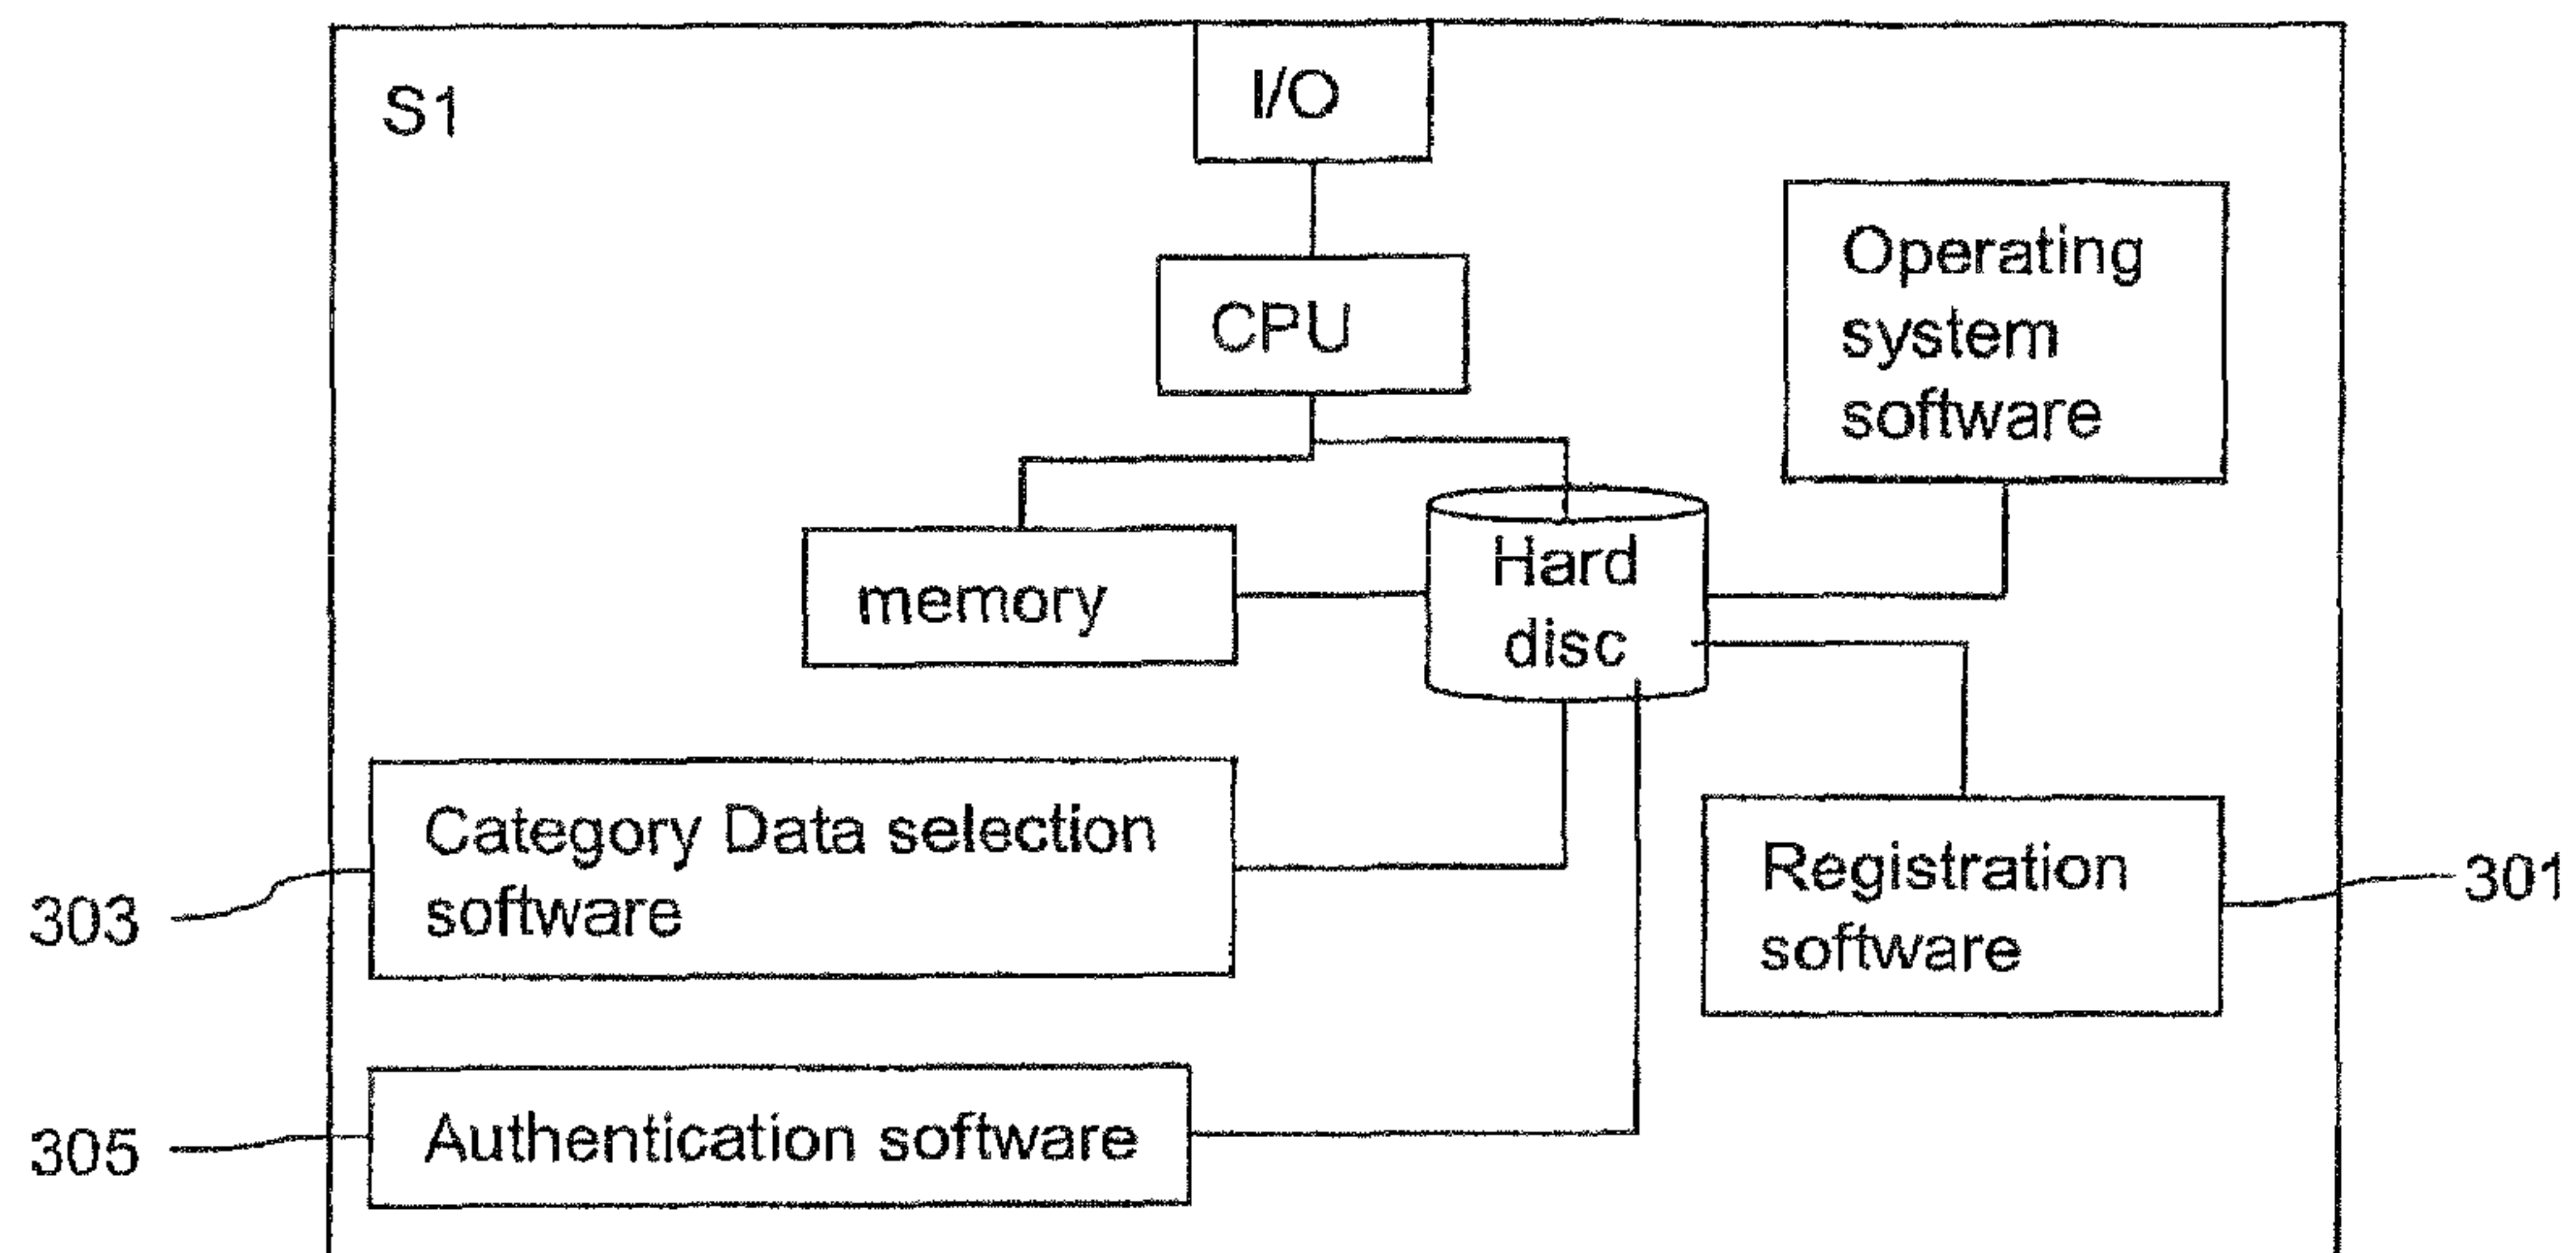 S1
I/O
CPU
Operating
system
software
memory
Hard
disc
Category Data selection
software
303
Registration
software
301
Authentication software
305